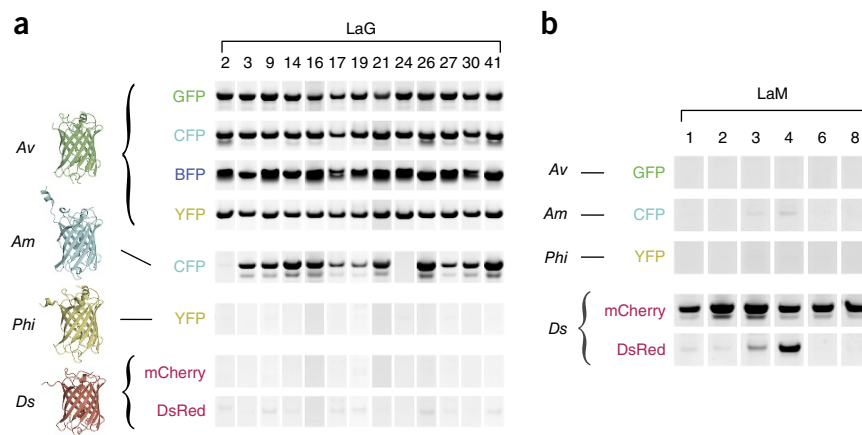 a
LaG
2 3 9 14 16 17 19 21 24 26 27 30 41
Av
GFP
CFP
BFP
YFP
Am
CFP
Phi
YFP
Ds
mCherry
DsRed
b
LaM
1 2 3 4 6 8
Av
GFP
Am
CFP
Phi
YFP
Ds
mCherry
DsRed